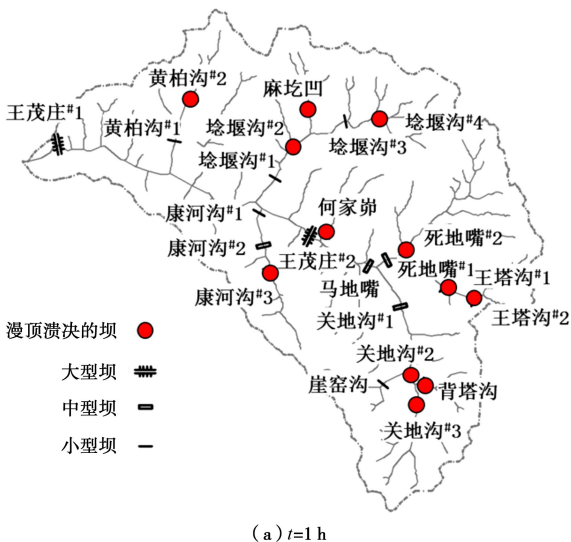 黄柏沟#2
麻圪凹
王茂庄#1
黄柏沟#1
埝堰沟#2
埝堰沟#4
埝堰沟#3
埝堰沟#1
康河沟#1
何家峁
康河沟#2
王茂庄#2
死地嘴#2
死地嘴#1
王塔沟#1
马地嘴
康河沟#3
关地沟#1
王塔沟#2
漫顶溃决的坝
大型坝
中型坝
小型坝
关地沟#2
崖窑沟
背塔沟
关地沟#3
(a) t=1 h